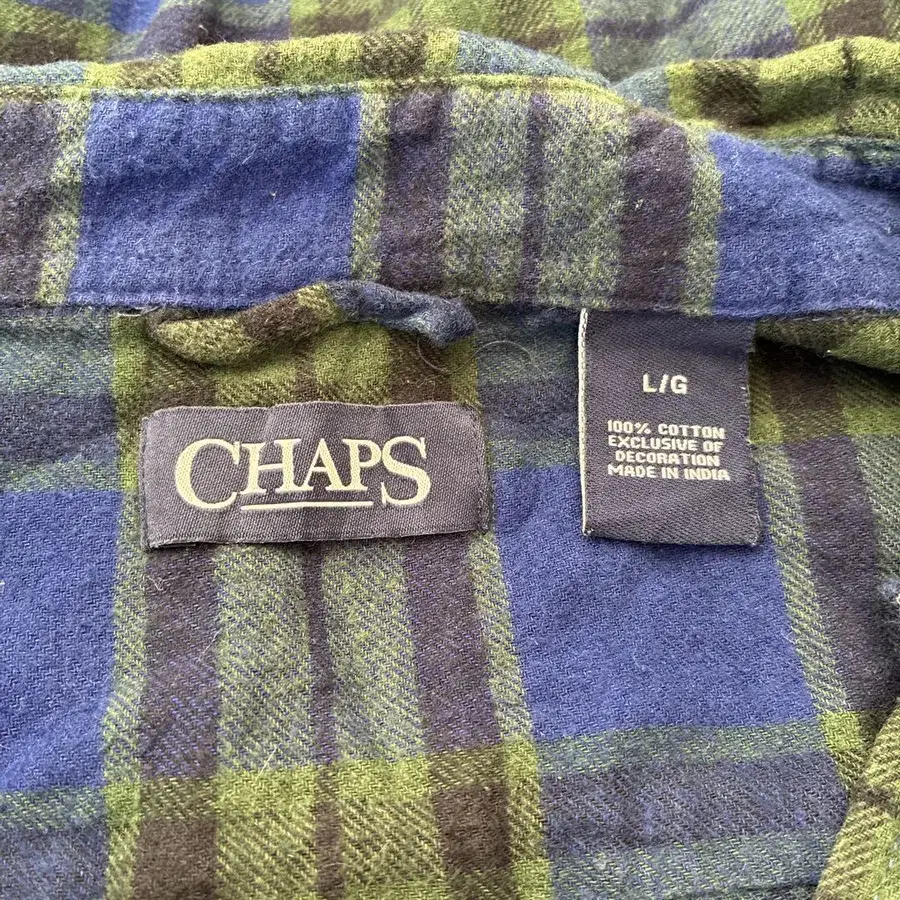 CHAPS
L/G
100% COTTON
EXCLUSIVE OF
DECORATION
MADE IN INDIA